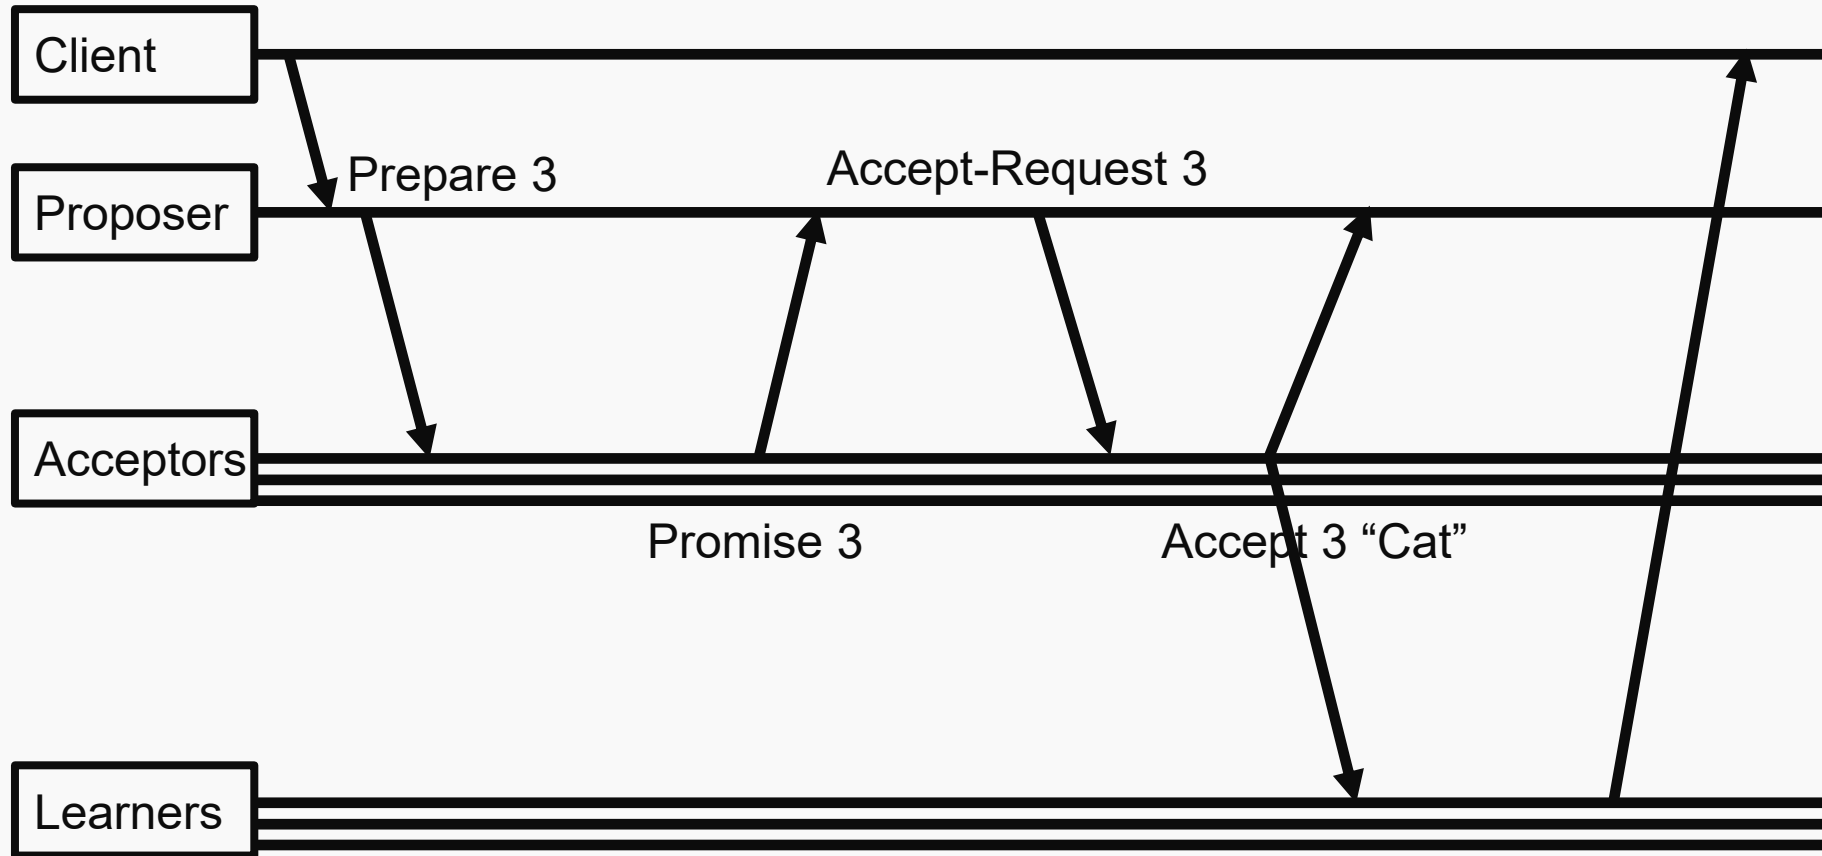 Client
Prepare 3
Accept-Request 3
Proposer
Acceptors
Promise 3
Accept 3 “Cat”
Learners